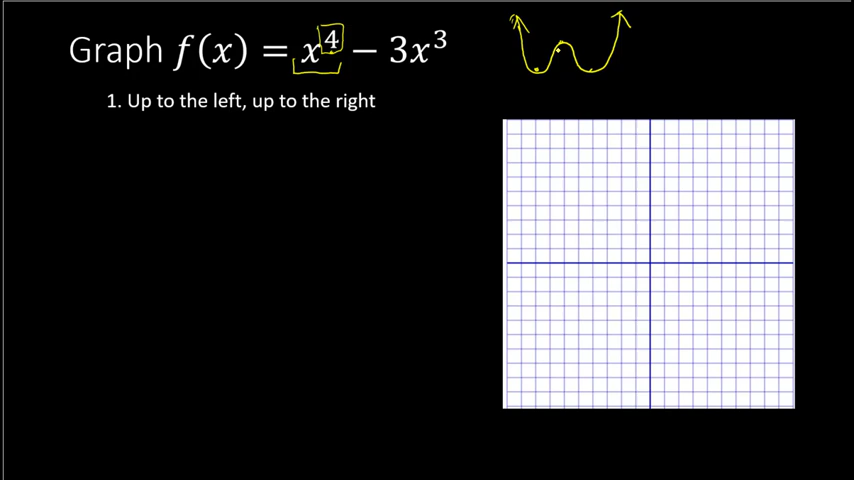 Graph f(x) = x⁴ − 3x³
1. Up to the left, up to the right